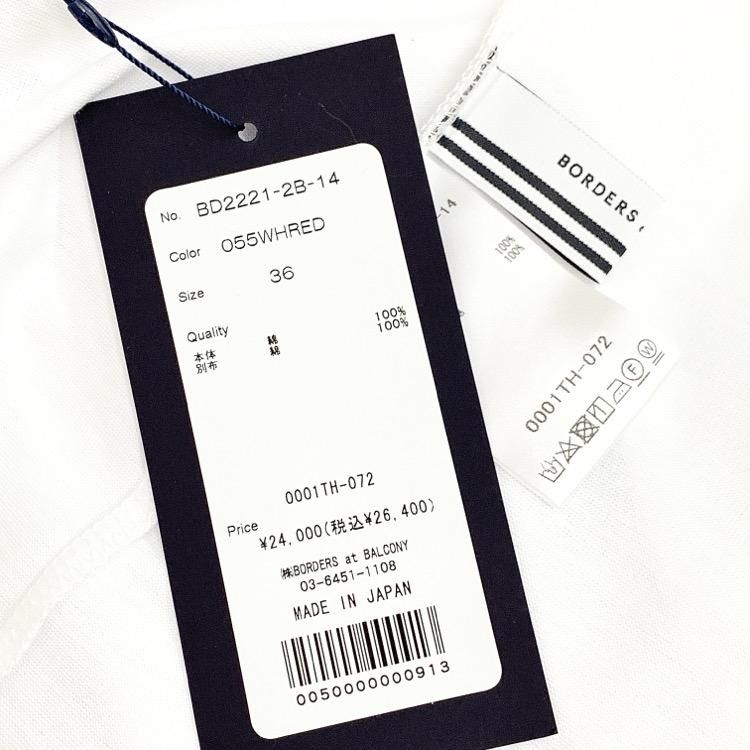 No. BD2221-2B-14
Color 055WHRED
Size 36
Quality
本体 綿 100%
別布 綿 100%
0001TH-072
Price ¥24,000(税込¥26,400)
㈱BORDERS at BALCONY
03-6451-1108
MADE IN JAPAN
0050000000913
BORDERS
-14
100%
100%
0001TH-072
F W